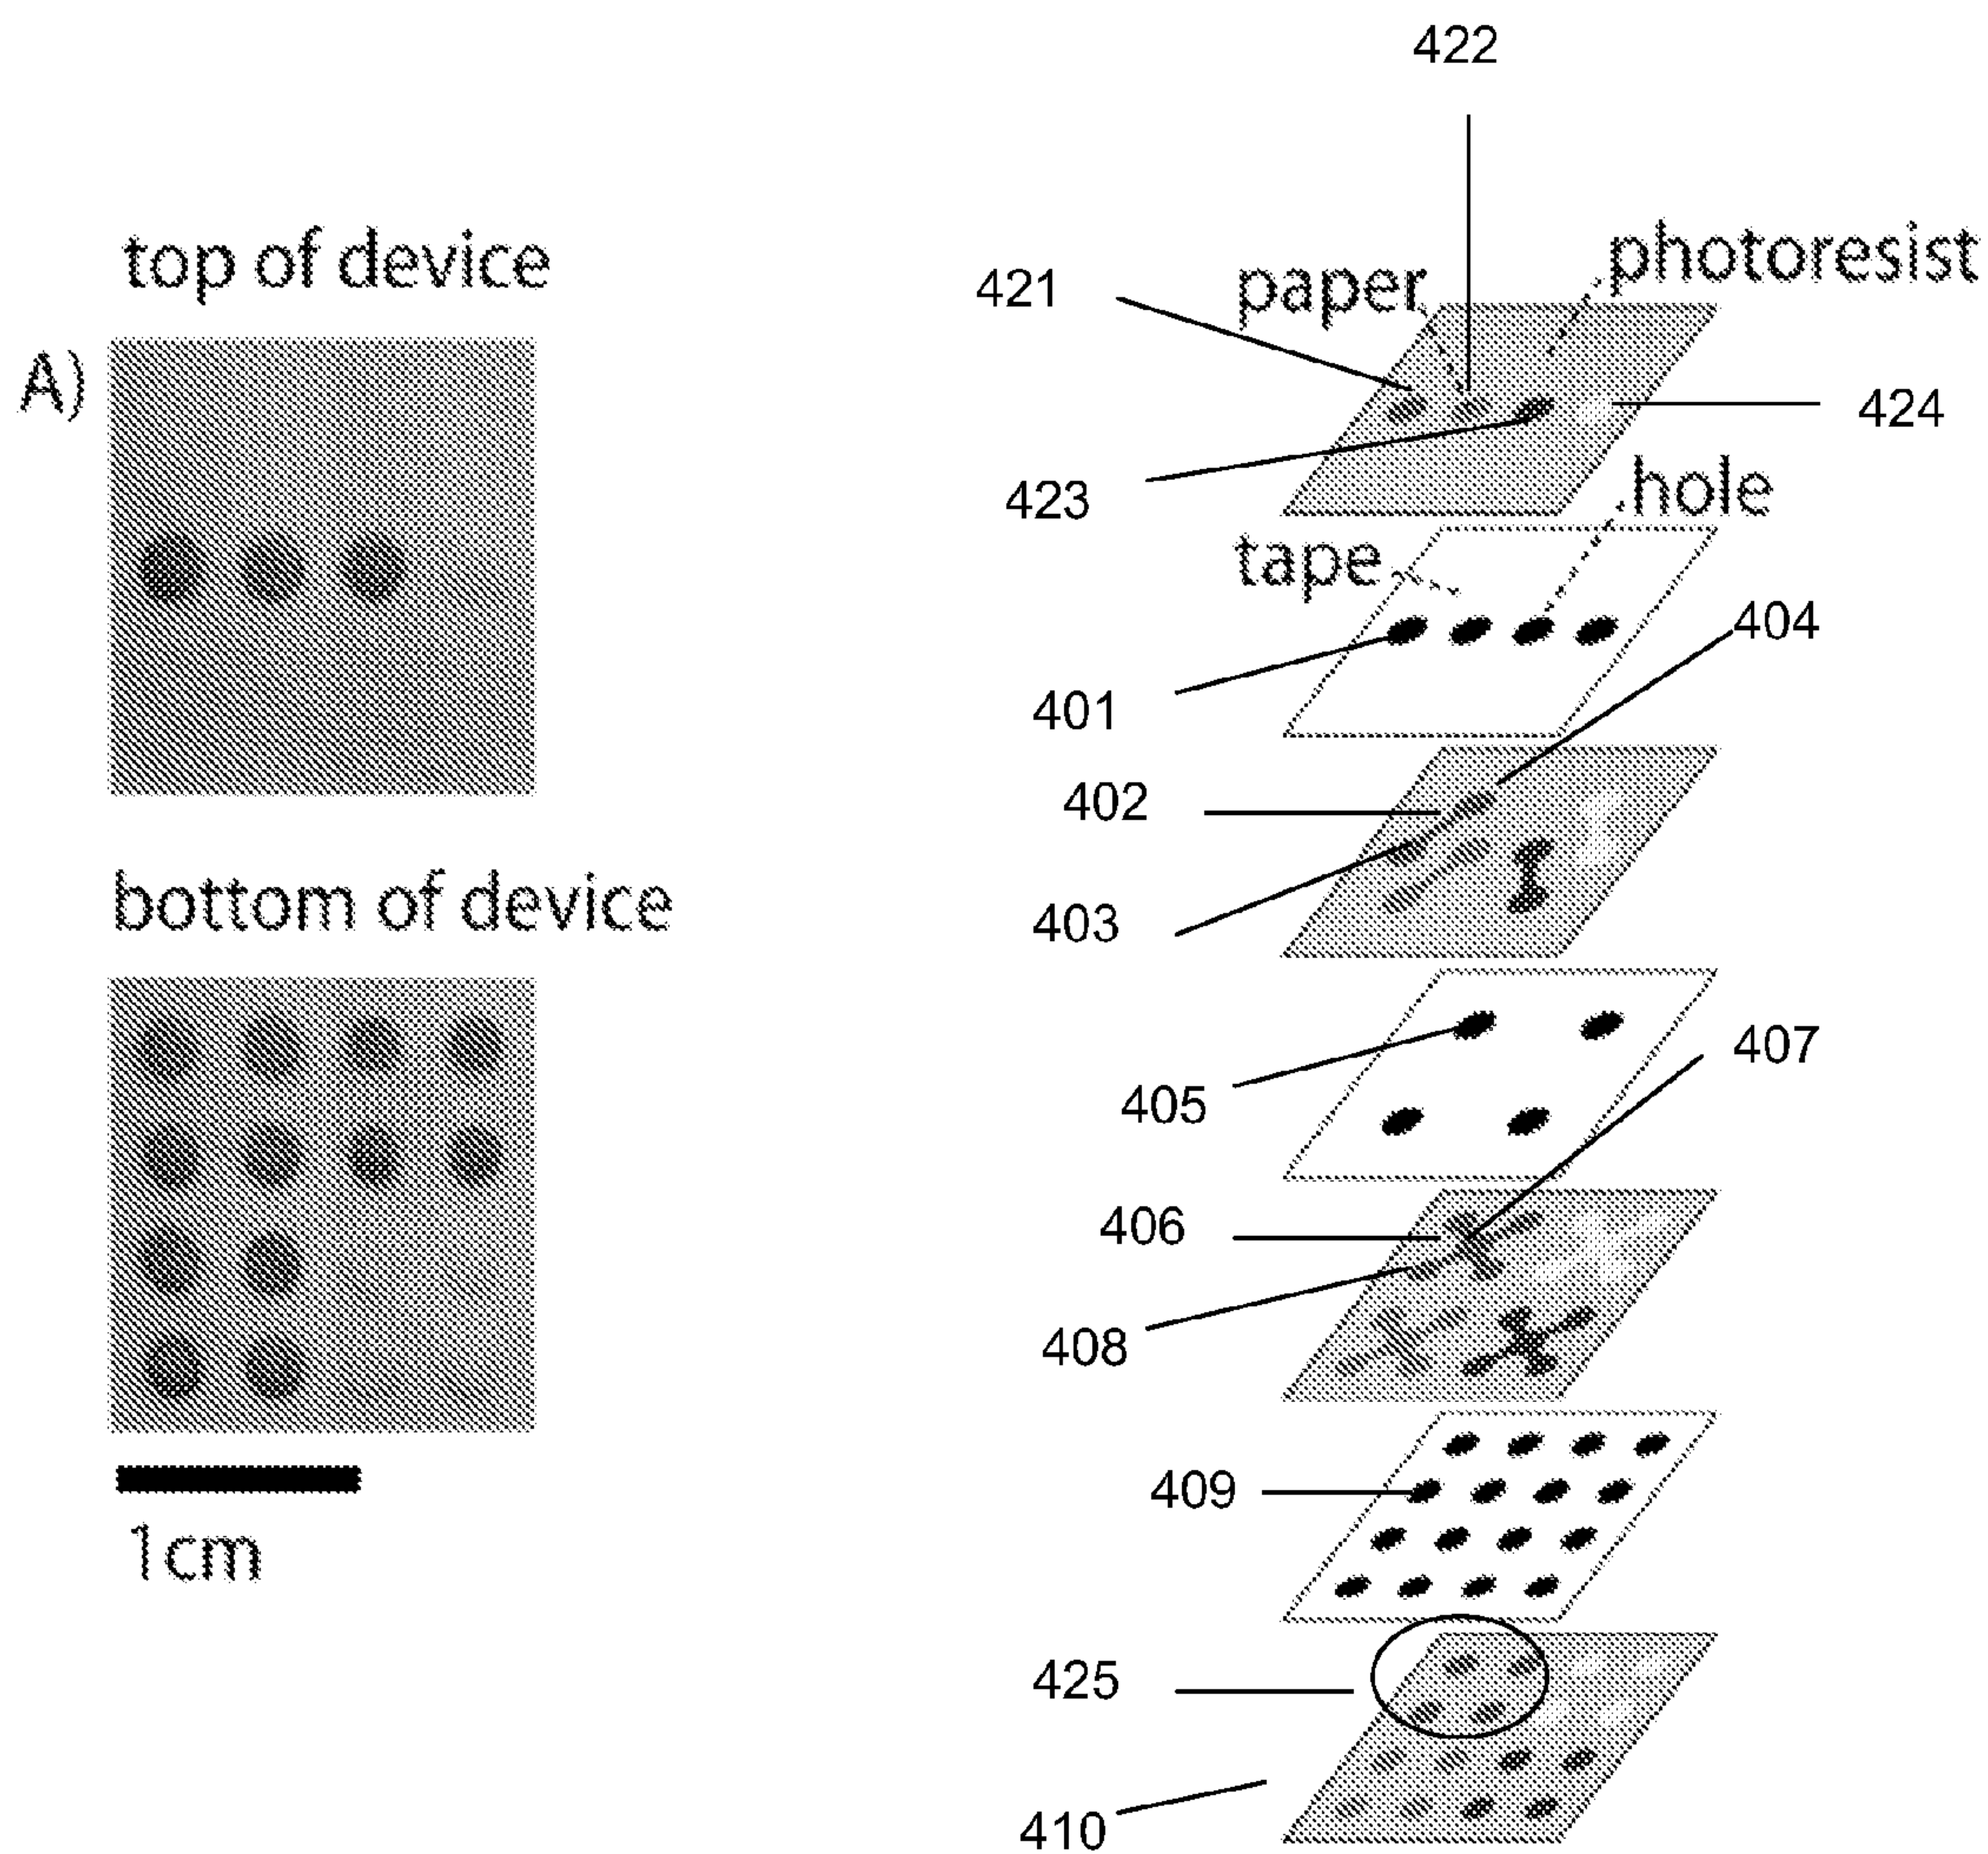 top of device
A)
bottom of device
1cm
422
photoresist
paper
421
424
423
hole
tape
404
401
402
403
407
405
406
408
409
425
410